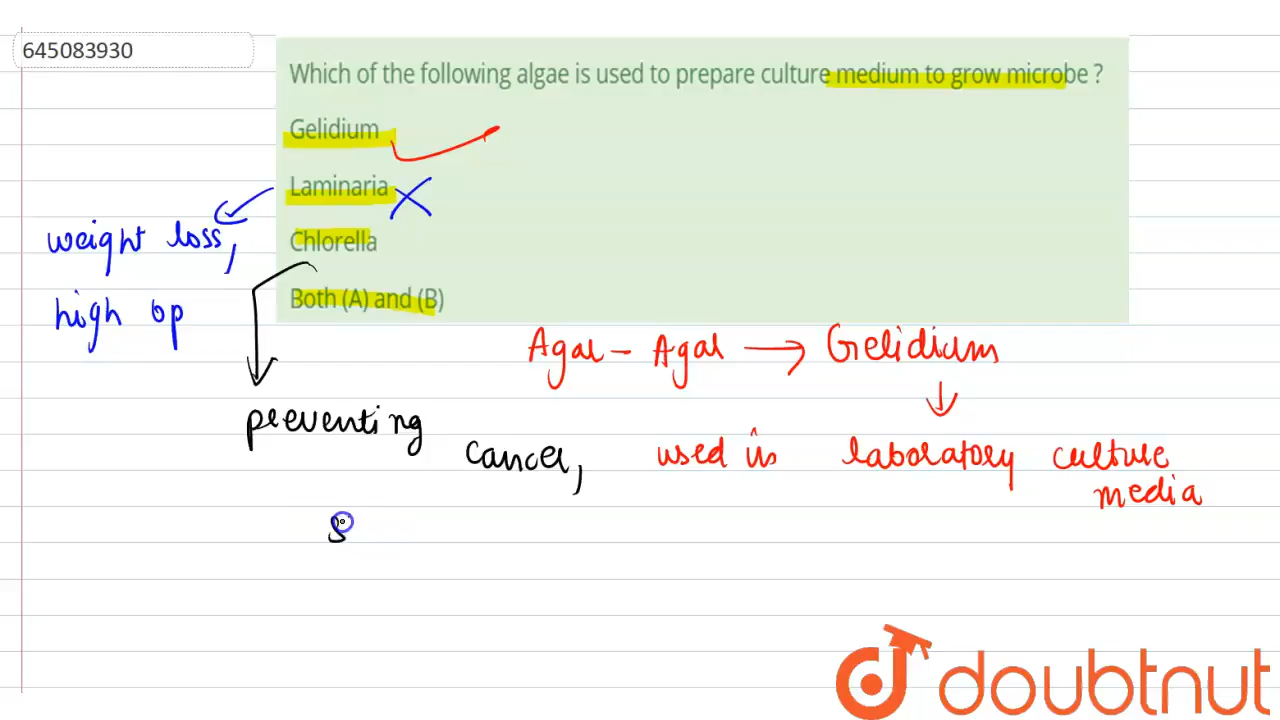 645083930
Which of the following algae is used to prepare culture medium to grow microbe ?
Gelidium
Laminaria
Chlorella
Both (A) and (B)
weight loss,
high op
Agar - Agar → Gelidium
↓
preventing
cancer,
used in laboratory culture
media
s
doubtnut